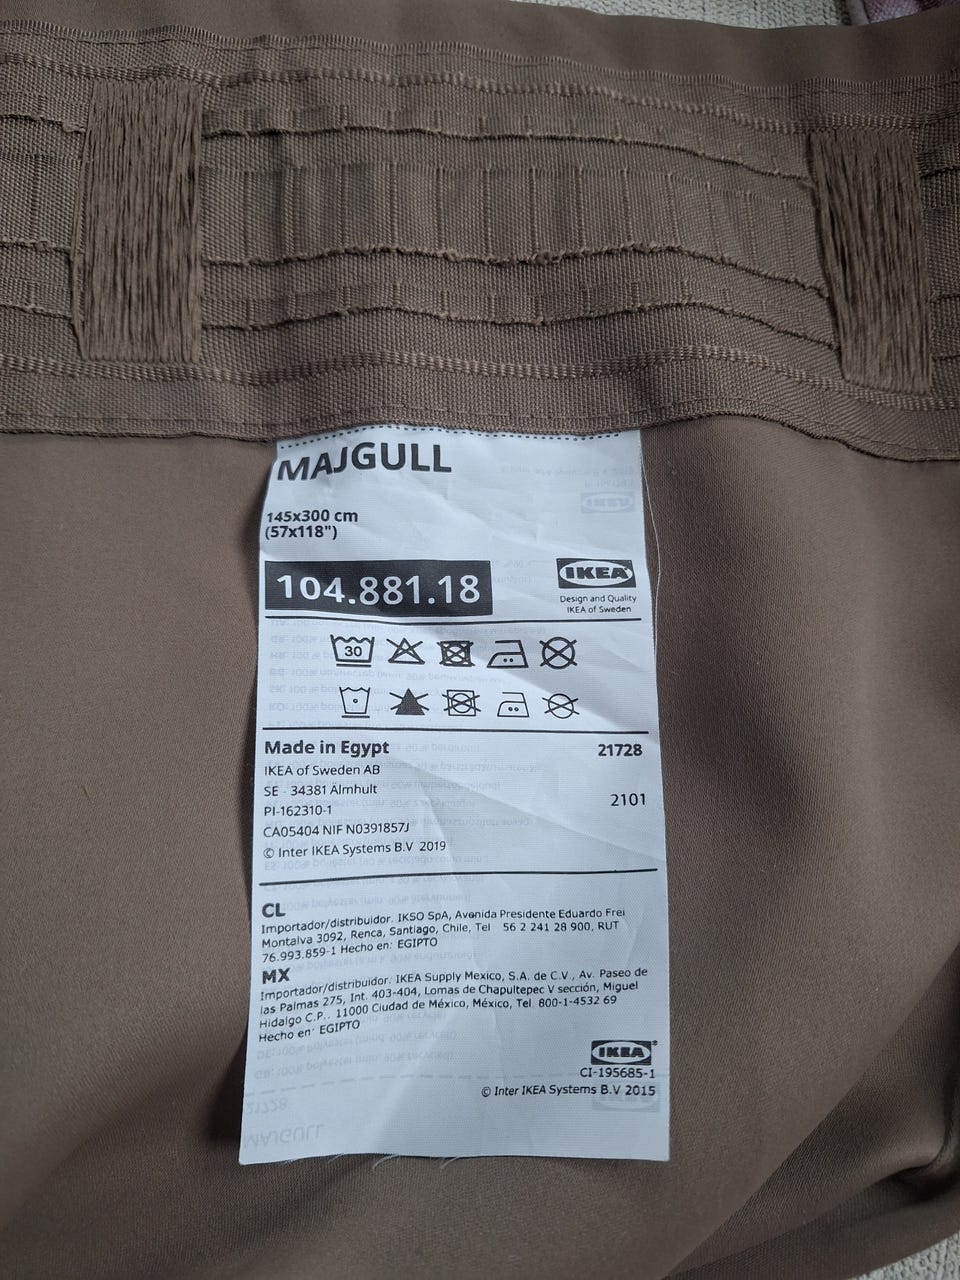 MAJGULL
145x300 cm
(57x118")
104.881.18
IKEA
Design and Quality
IKEA of Sweden
30
Made in Egypt
21728
IKEA of Sweden AB
SE - 34381 Älmhult
2101
PI-162310-1
CA05404 NIF N0391857J
© Inter IKEA Systems B.V 2019
CL
Importador/distribuidor. IKSO SpA, Avenida Presidente Eduardo Frei
Montalva 3092, Renca, Santiago, Chile, Tel 56 2 241 28 900, RUT
76.993.859-1 Hecho en: EGIPTO
MX
Importador/distribuidor: IKEA Supply Mexico, S.A. de C.V., Av. Paseo de
las Palmas 275, Int. 403-404, Lomas de Chapultepec V sección, Miguel
Hidalgo C.P.. 11000 Ciudad de México, México, Tel. 800-1-4532 69
Hecho en: EGIPTO
IKEA®
CI-195685-1
© Inter IKEA Systems B.V 2015